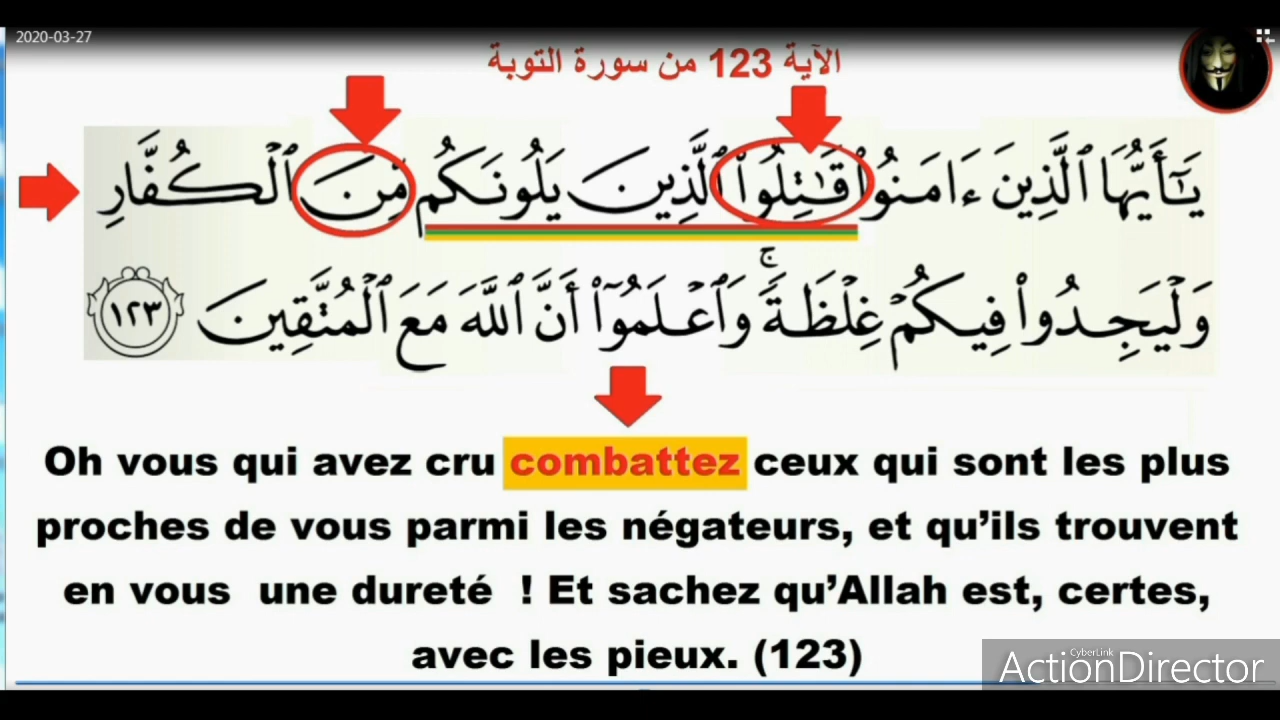 2020-03-27
الآية 123 من سورة التوبة
يَٰٓأَيُّهَا ٱلَّذِينَ ءَامَنُوا۟ قَٰتِلُوا۟ ٱلَّذِينَ يَلُونَكُم مِّنَ ٱلْكُفَّارِ
وَلْيَجِدُوا۟ فِيكُمْ غِلْظَةً ۚ وَٱعْلَمُوٓا۟ أَنَّ ٱللَّهَ مَعَ ٱلْمُتَّقِينَ ١٢٣
Oh vous qui avez cru combattez ceux qui sont les plus
proches de vous parmi les négateurs, et qu’ils trouvent
en vous  une dureté  ! Et sachez qu’Allah est, certes,
avec les pieux. (123)
CyberLink
ActionDirector